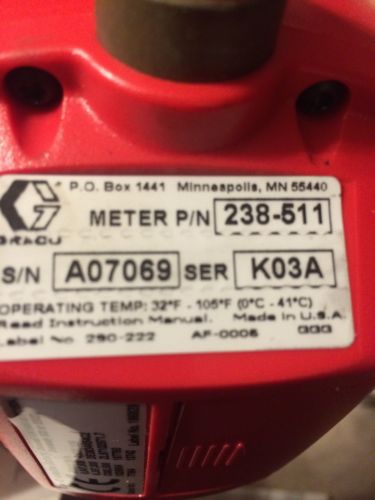 P.O. Box 1441 Minneapolis, MN 55440
GRACO
METER P/N 238-511
S/N A07069 SER K03A
OPERATING TEMP: 32°F - 105°F (0°C - 41°C)
Read Instruction Manual. Made in U.S.A.
Label No. 290-222 AF-0006 GGG